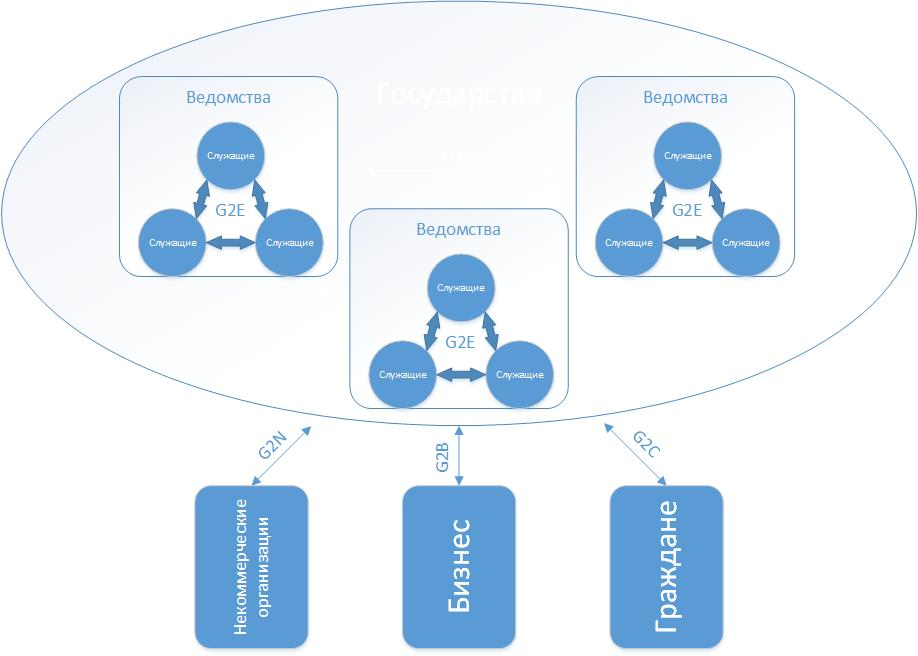 Государство
Ведомства
Служащие
G2E
Служащие
Служащие
Ведомства
Служащие
G2E
Служащие
Служащие
Ведомства
Служащие
G2E
Служащие
Служащие
G2N
G2B
G2C
Некоммерческие
организации
Бизнес
Граждане